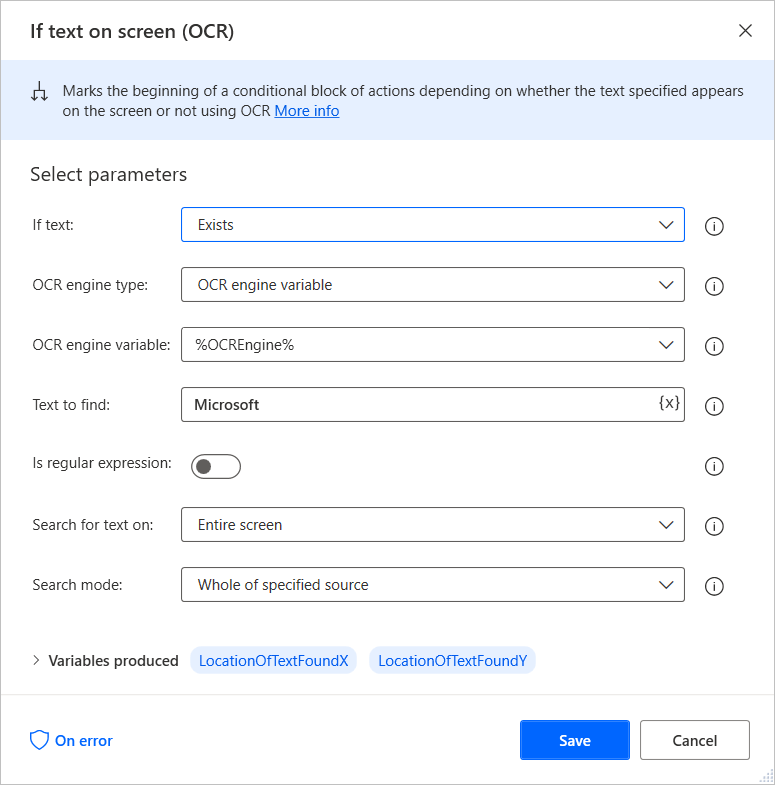 If text on screen (OCR)
Marks the beginning of a conditional block of actions depending on whether the text specified appears
on the screen or not using OCR More info
Select parameters
If text: Exists
OCR engine type: OCR engine variable
OCR engine variable: %OCREngine%
Text to find: Microsoft {x}
Is regular expression:
Search for text on: Entire screen
Search mode: Whole of specified source
Variables produced LocationOfTextFoundX LocationOfTextFoundY
On error Save Cancel